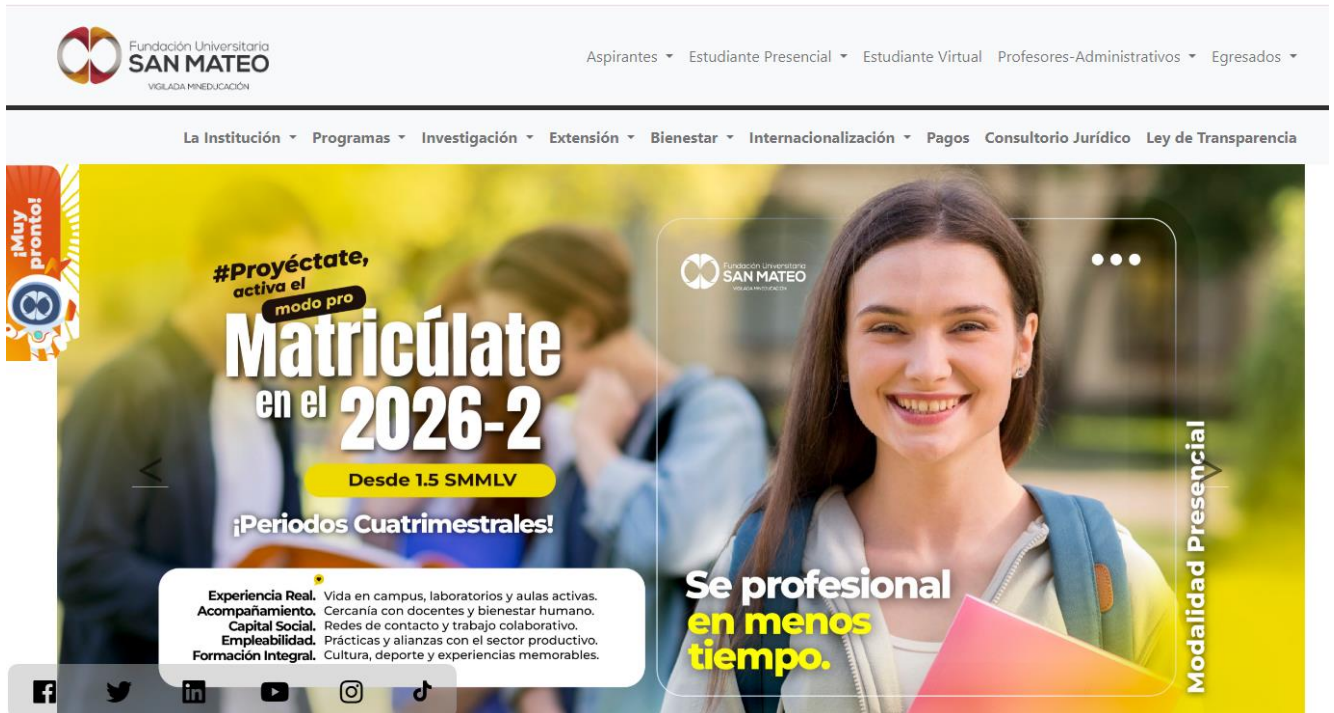 Fundación Universitaria
SAN MATEO
VIGILADA MINEDUCACIÓN
Aspirantes Estudiante Presencial Estudiante Virtual Profesores-Administrativos Egresados
La Institución Programas Investigación Extensión Bienestar Internacionalización Pagos Consultorio Jurídico Ley de Transparencia
¡Muy
pronto!
#Proyéctate,
activa el
modo pro
Matricúlate
en el 2026-2
Desde 1.5 SMMLV
¡Periodos Cuatrimestrales!
Experiencia Real. Vida en campus, laboratorios y aulas activas.
Acompañamiento. Cercanía con docentes y bienestar humano.
Capital Social. Redes de contacto y trabajo colaborativo.
Empleabilidad. Prácticas y alianzas con el sector productivo.
Formación Integral. Cultura, deporte y experiencias memorables.
Fundación Universitaria
SAN MATEO
VIGILADA MINEDUCACIÓN
Se profesional
en menos
tiempo.
Modalidad Presencial